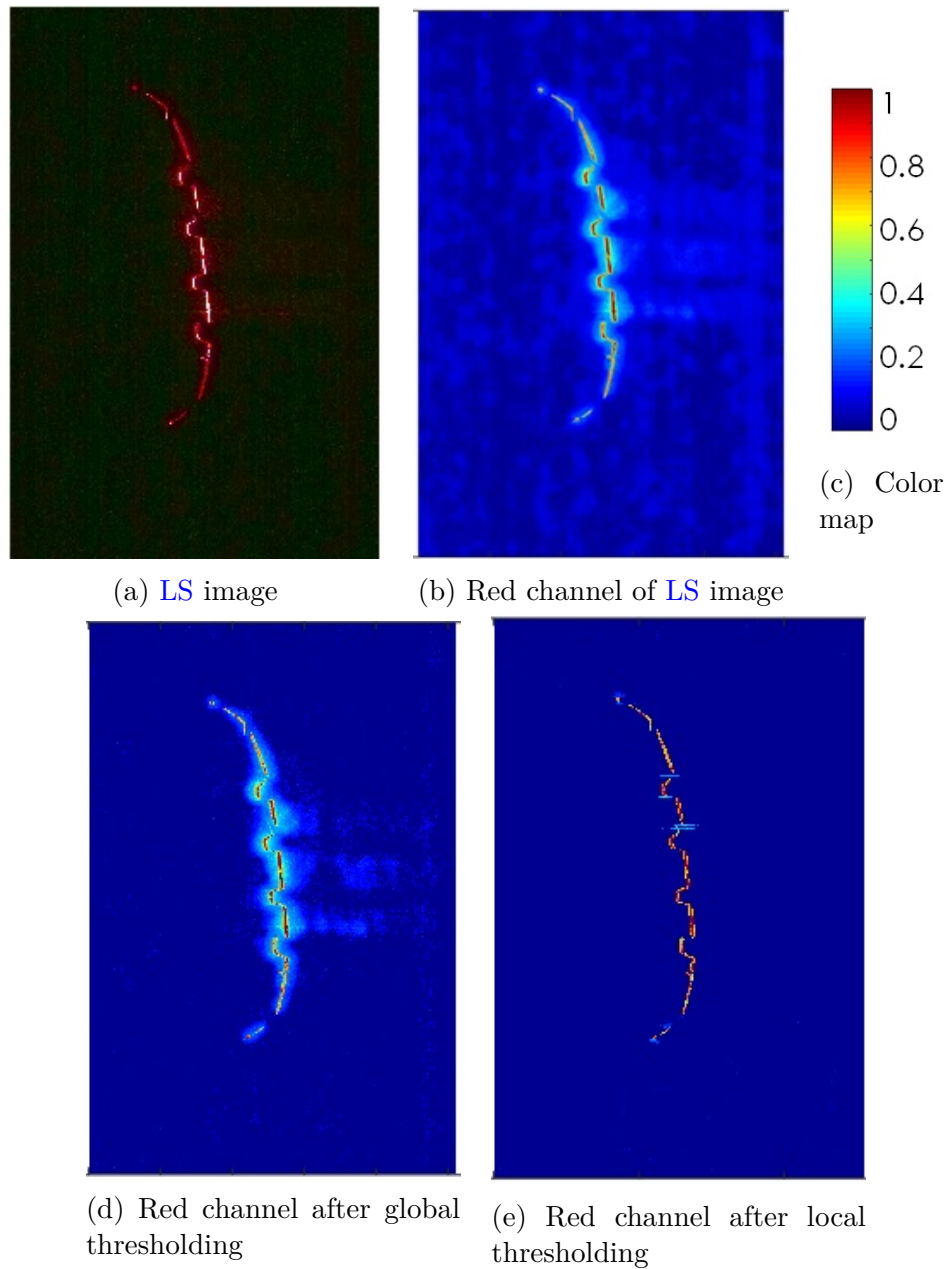 1
0.8
0.6
0.4
0.2
0
(c) Color
map
(a) LS image
(b) Red channel of LS image
(d) Red channel after global
thresholding
(e) Red channel after local
thresholding